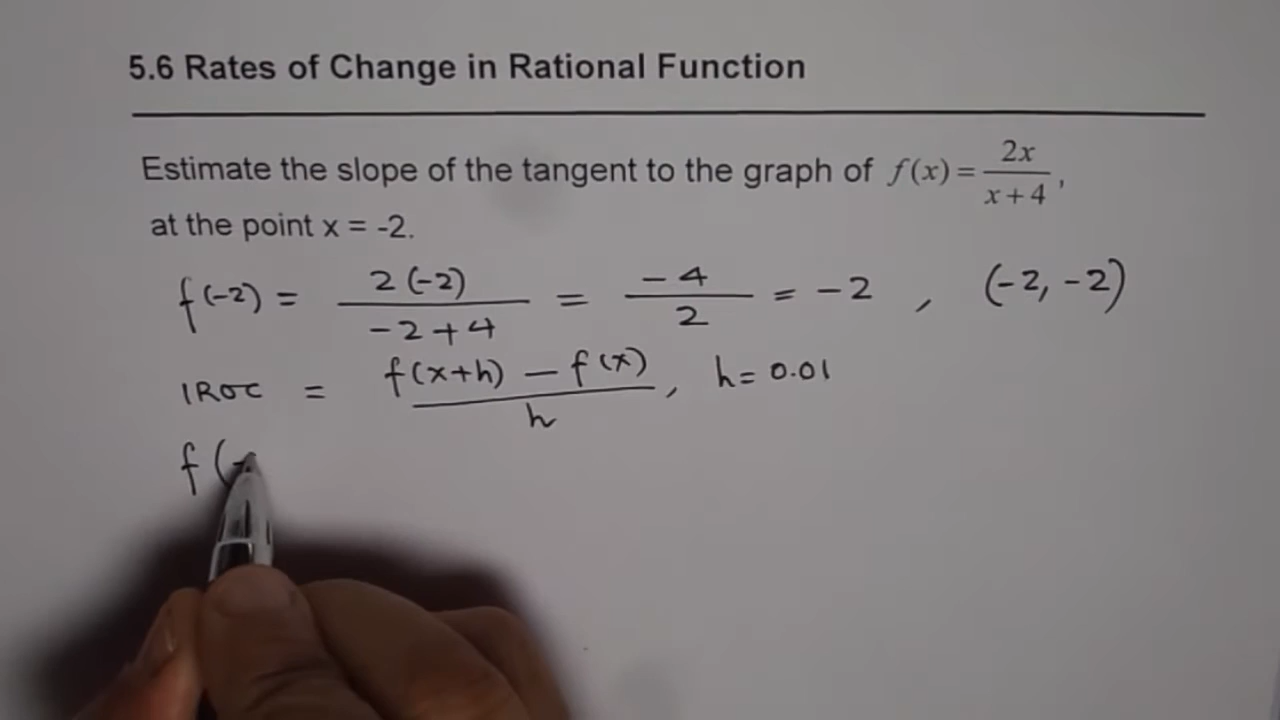 5.6 Rates of Change in Rational Function
Estimate the slope of the tangent to the graph of f(x) = 2x / x+4 ,
at the point x = -2.
f(-2) = 2(-2) / -2+4 = -4 / 2 = -2 , (-2, -2)
IROC = f(x+h) - f(x) / h , h = 0.01
f(-